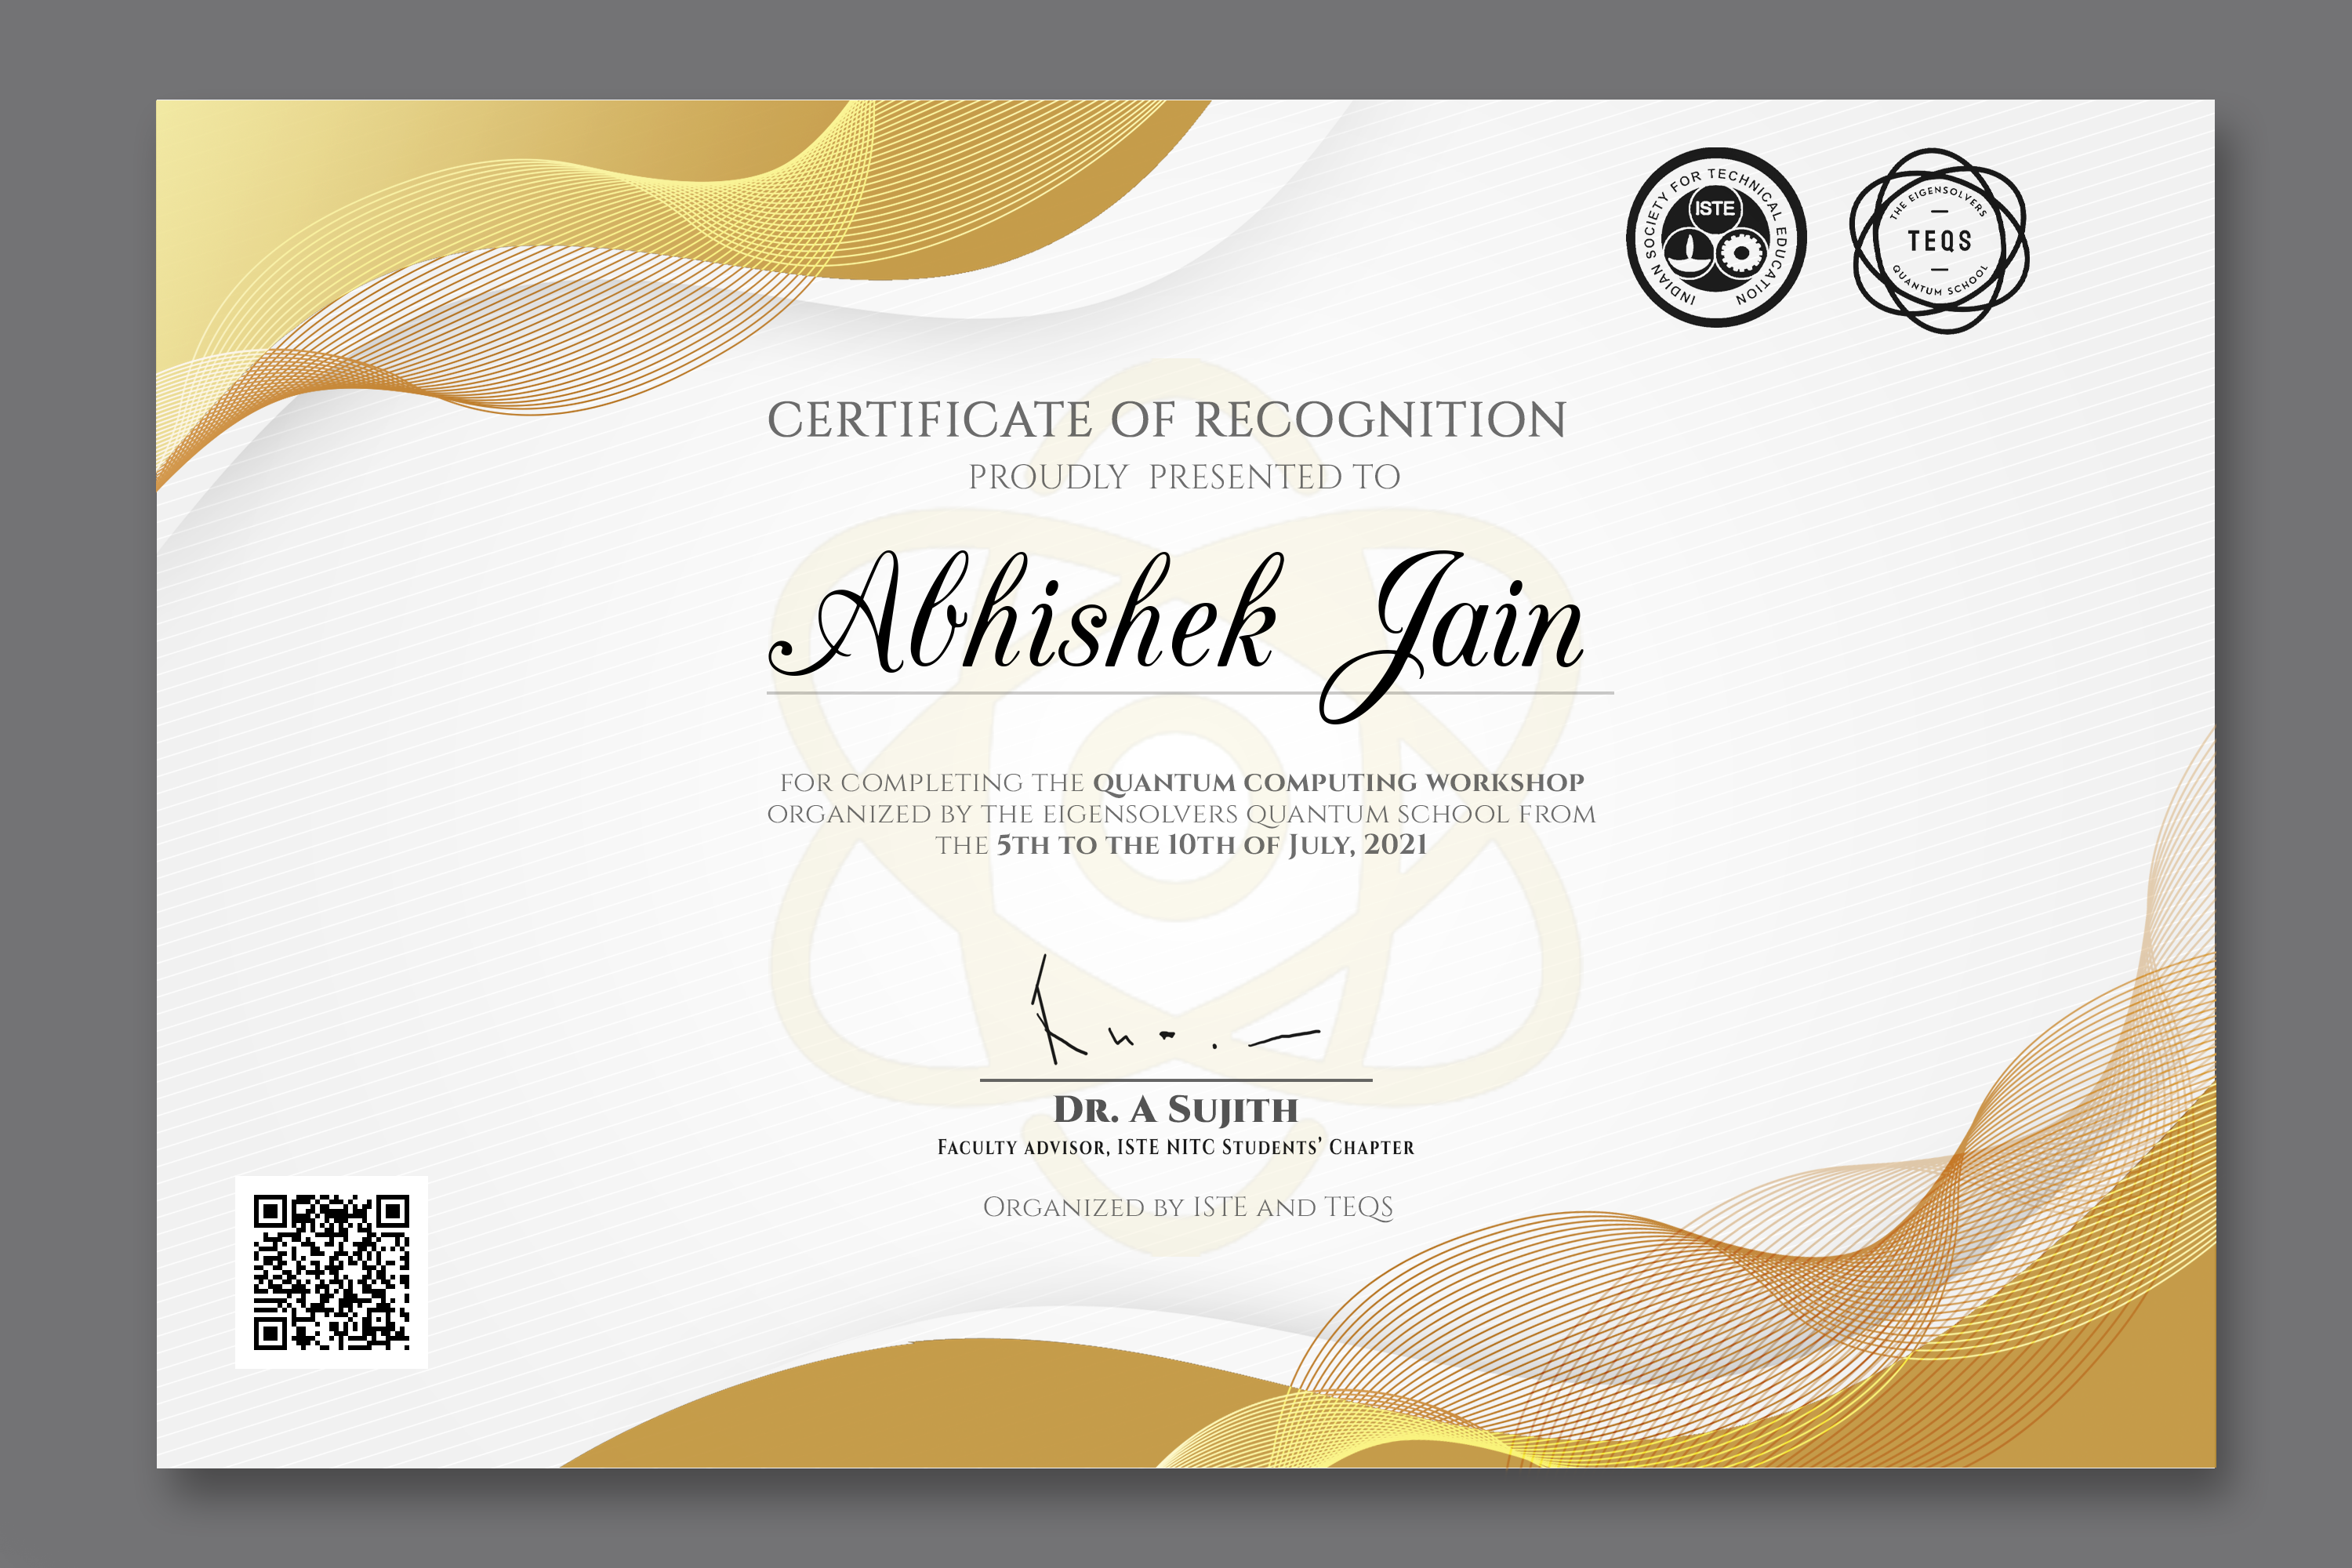 INDIAN SOCIETY FOR TECHNICAL EDUCATION
ISTE
THE EIGENSOLVERS
TEQS
QUANTUM SCHOOL
CERTIFICATE OF RECOGNITION
PROUDLY PRESENTED TO
Abhishek Jain
FOR COMPLETING THE QUANTUM COMPUTING WORKSHOP
ORGANIZED BY THE EIGENSOLVERS QUANTUM SCHOOL FROM
THE 5TH TO THE 10TH OF JULY, 2021
DR. A SUJITH
FACULTY ADVISOR, ISTE NITC STUDENTS' CHAPTER
ORGANIZED BY ISTE AND TEQS